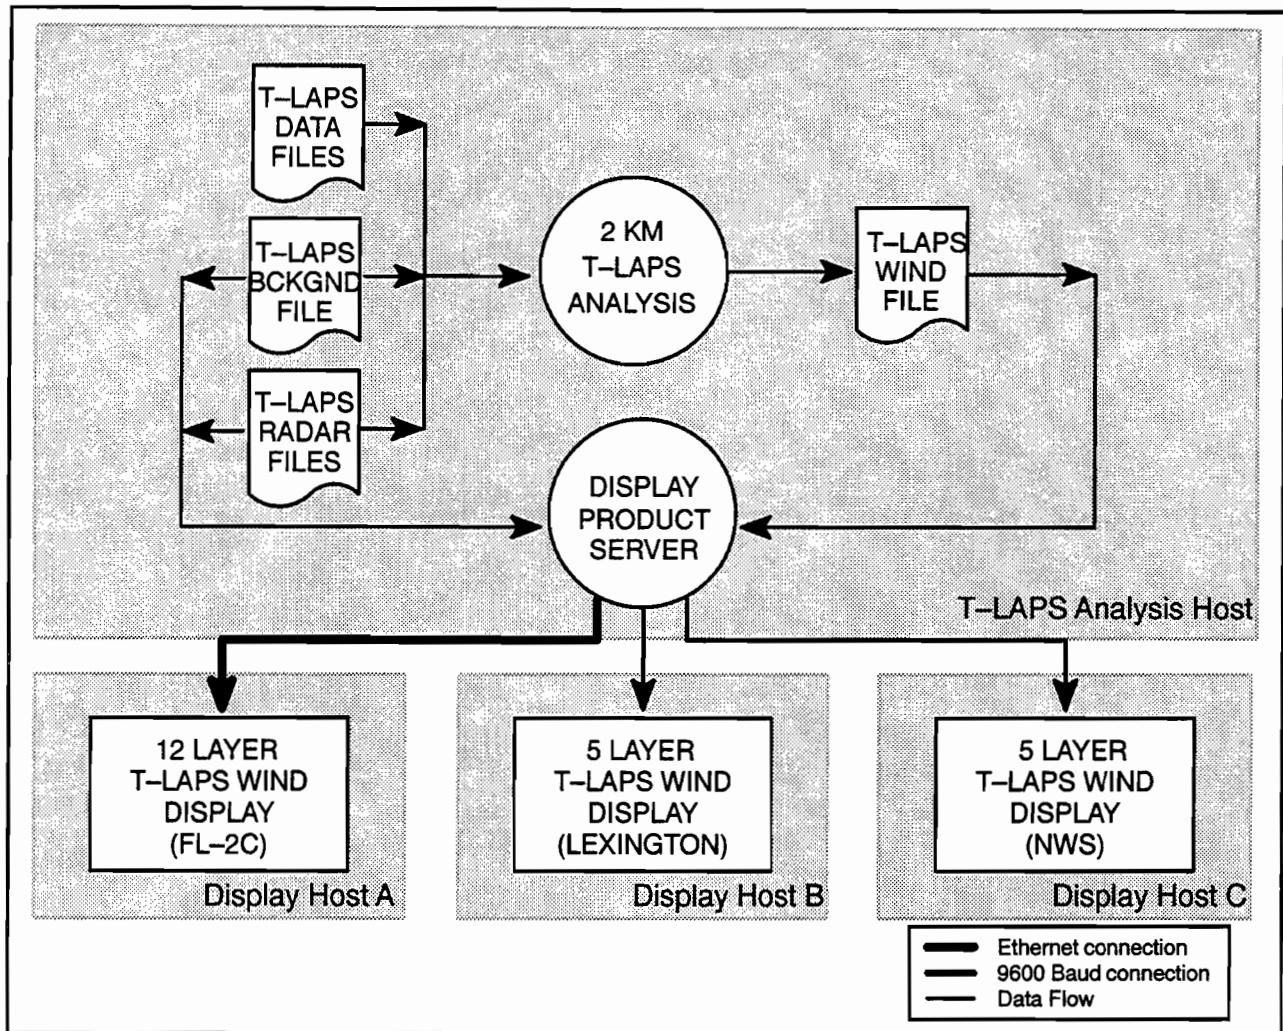 T–LAPS
DATA
FILES
T–LAPS
BCKGND
FILE
T–LAPS
RADAR
FILES
2 KM
T–LAPS
ANALYSIS
T–LAPS
WIND
FILE
DISPLAY
PRODUCT
SERVER
T–LAPS Analysis Host
12 LAYER
T–LAPS WIND
DISPLAY
(FL–2C)
Display Host A
5 LAYER
T–LAPS WIND
DISPLAY
(LEXINGTON)
Display Host B
5 LAYER
T–LAPS WIND
DISPLAY
(NWS)
Display Host C
Ethernet connection
9600 Baud connection
Data Flow